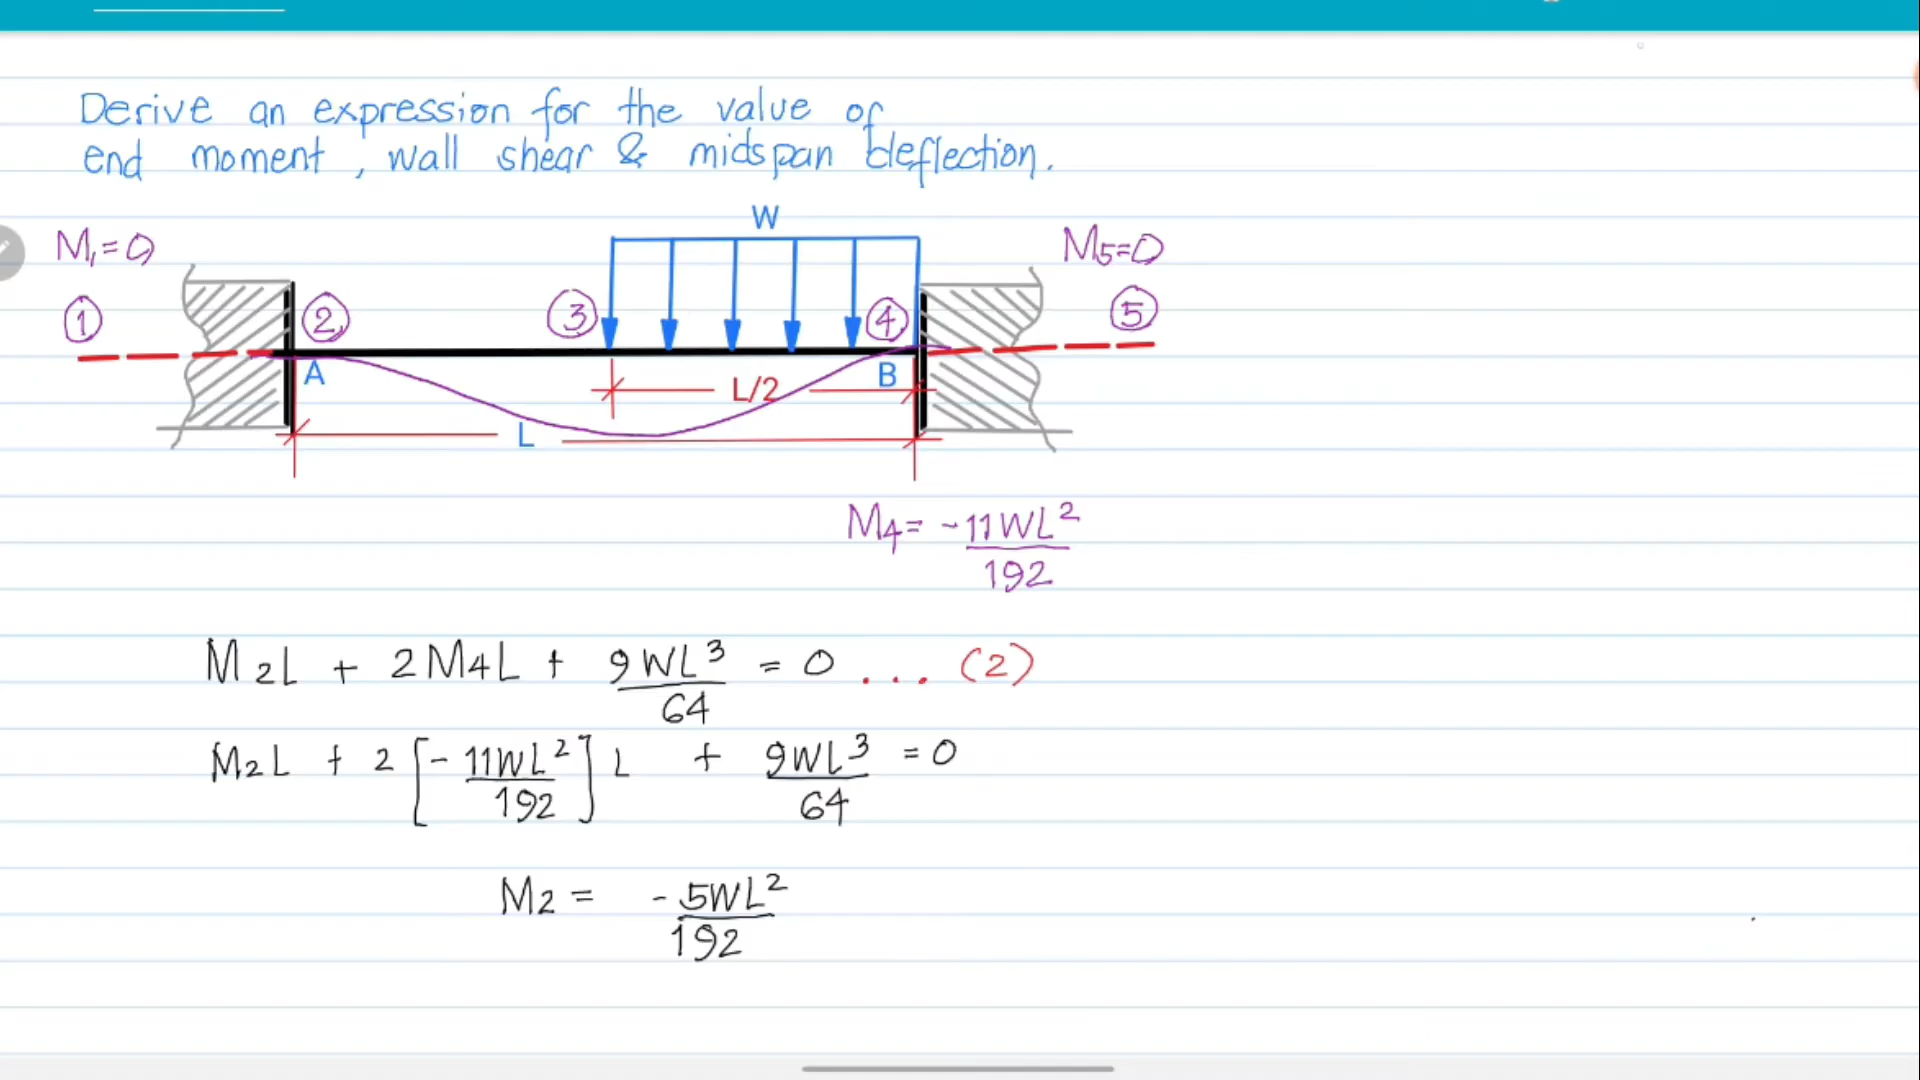 Derive an expression for the value of
end moment, wall shear & midspan deflection.
W
M₁=0
M5=0
1 2 3 4 5
A
B
L/2
L
M4= -11WL²/192
M2L + 2M4L + 9WL³/64 = 0 ... (2)
M2L + 2[-11WL²/192]L + 9WL³/64 = 0
M2 = -5WL²/192